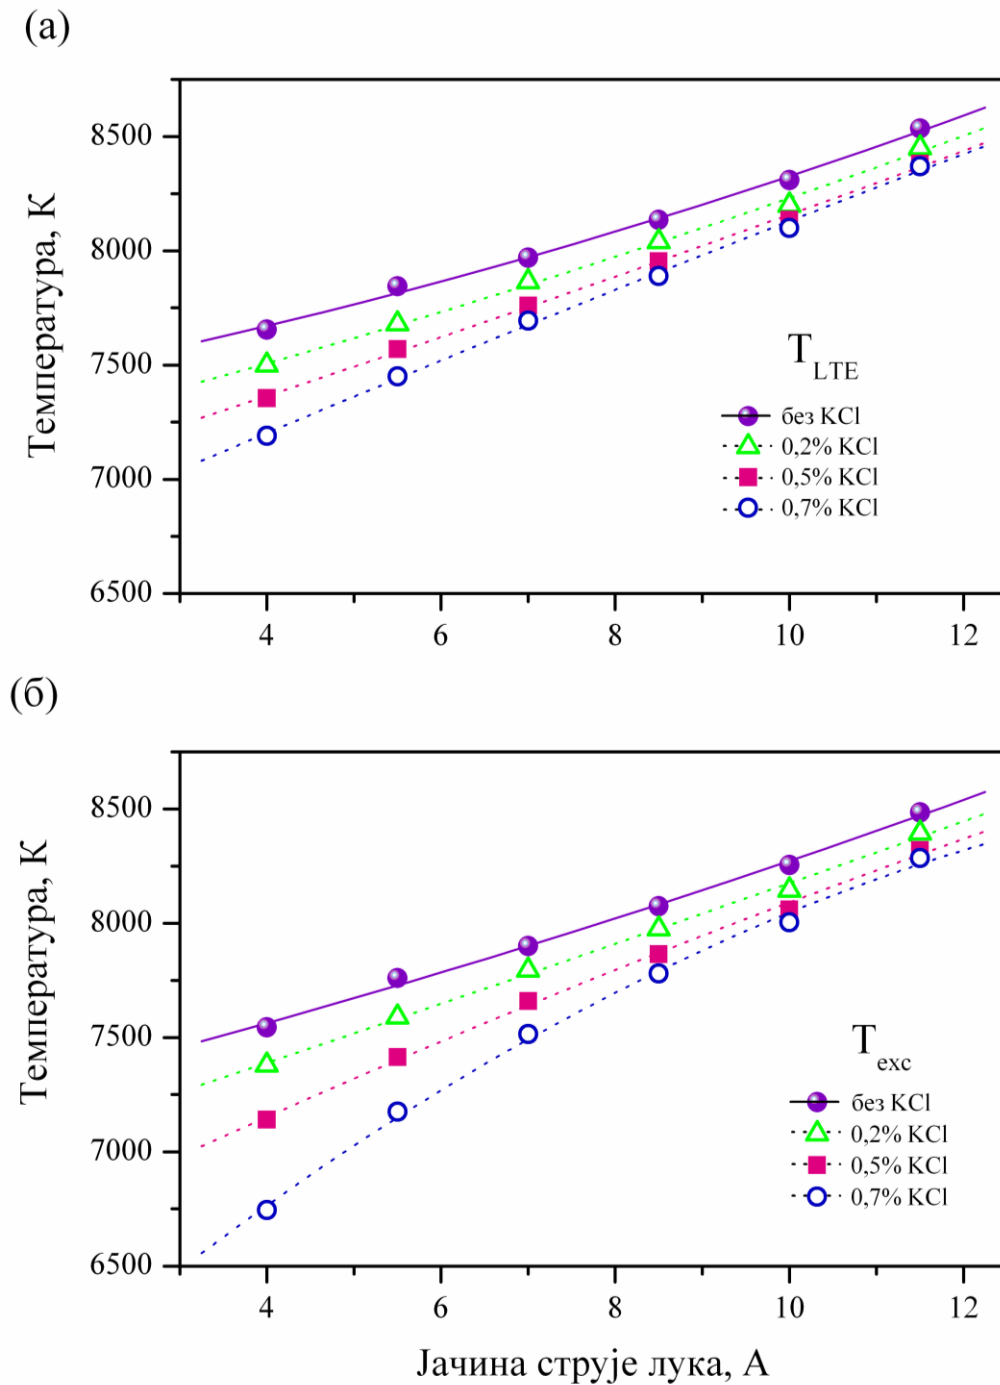 (а)
8500
8000
7500
7000
6500
Температура, К
T LTE
без KCl
0,2% KCl
0,5% KCl
0,7% KCl
4 6 8 10 12
(б)
8500
8000
7500
7000
6500
Температура, К
T exc
без KCl
0,2% KCl
0,5% KCl
0,7% KCl
4 6 8 10 12
Јачина струје лука, А